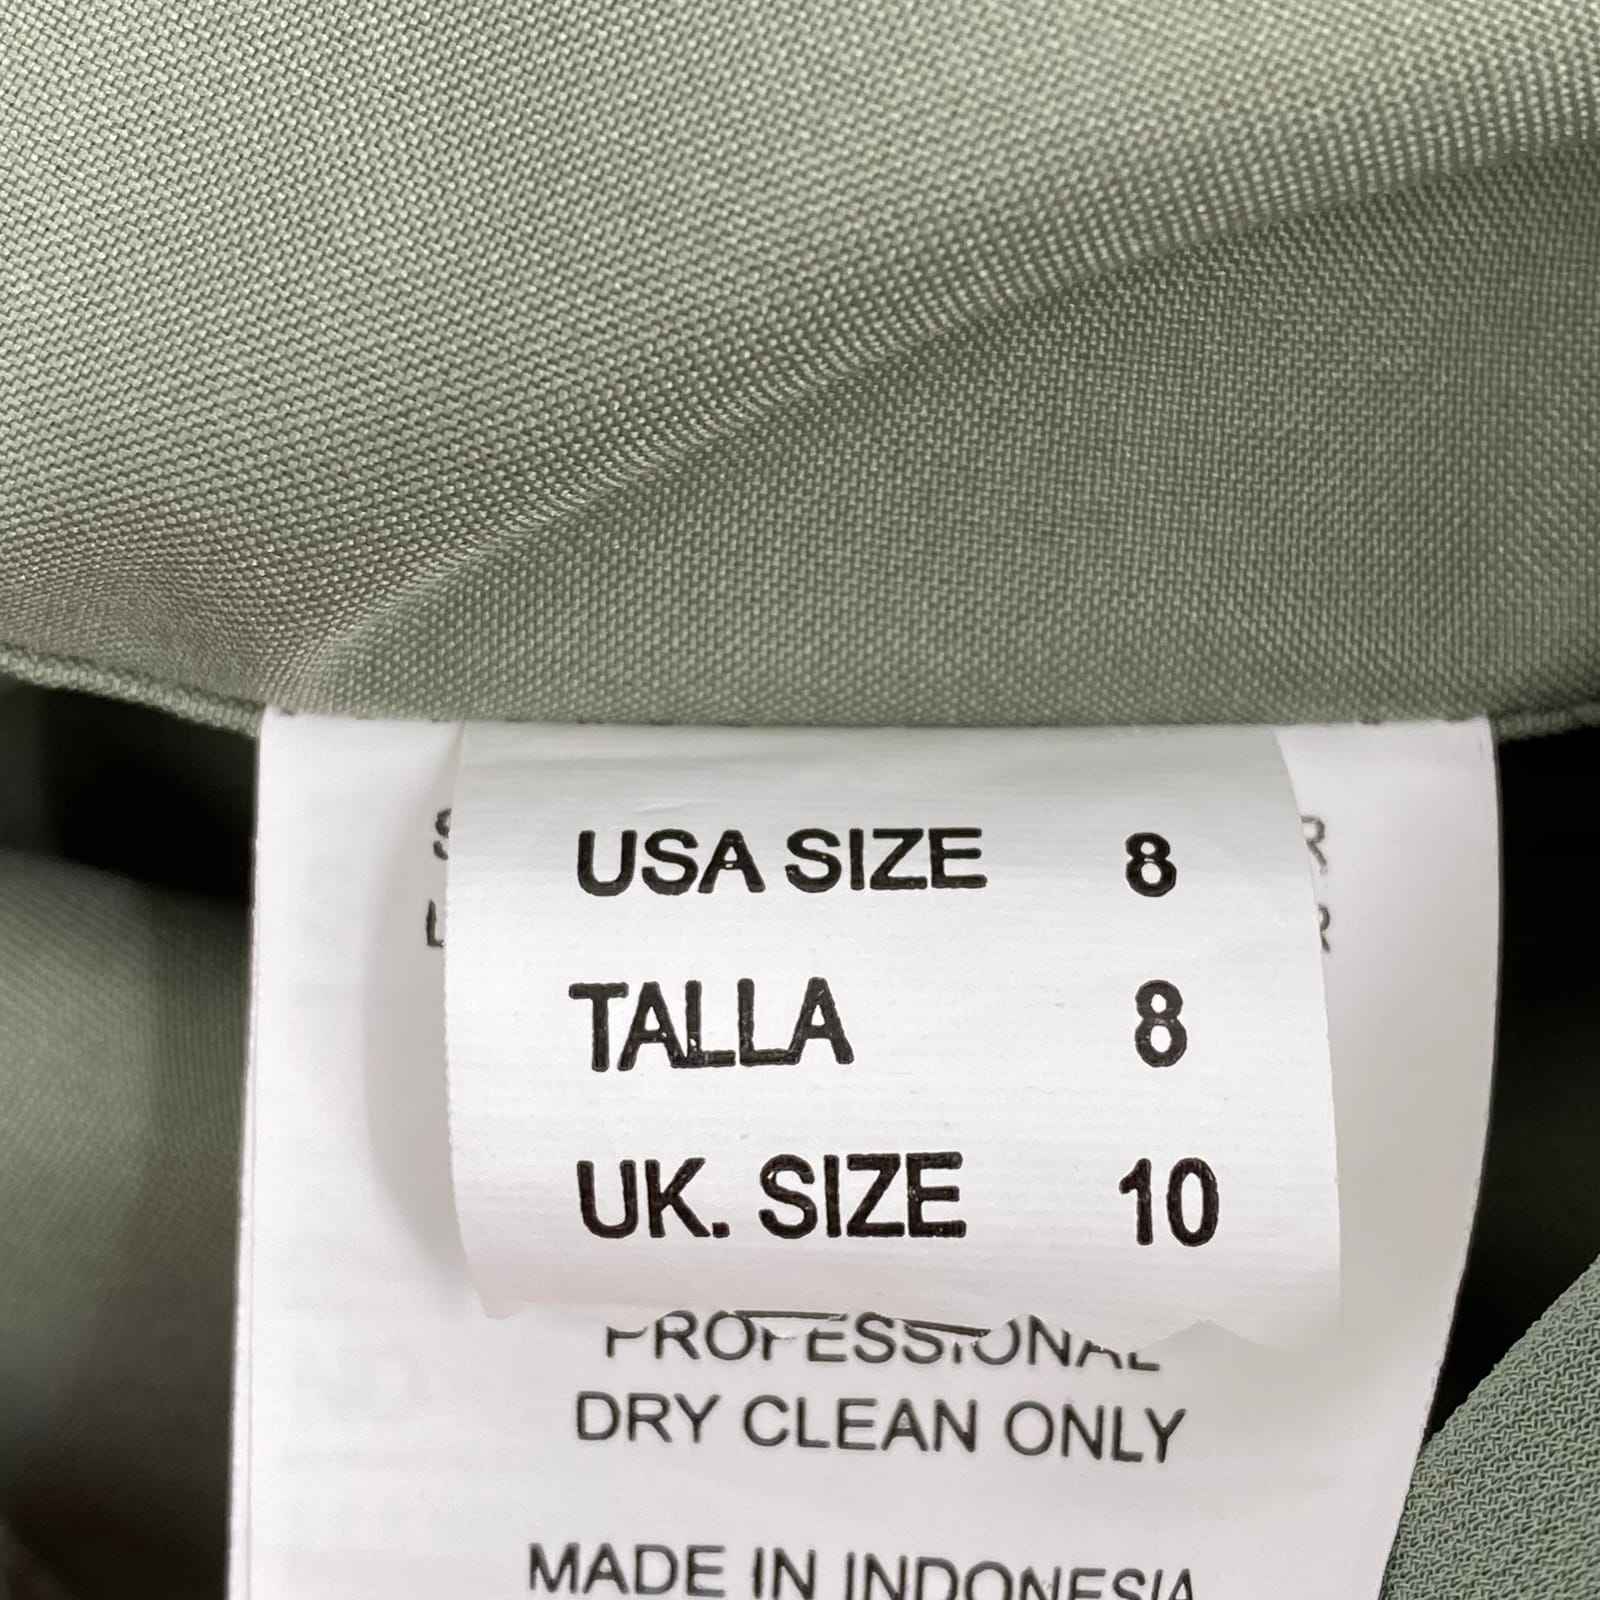 USA SIZE 8
TALLA 8
UK. SIZE 10
PROFESSIONAL
DRY CLEAN ONLY
MADE IN INDONESIA